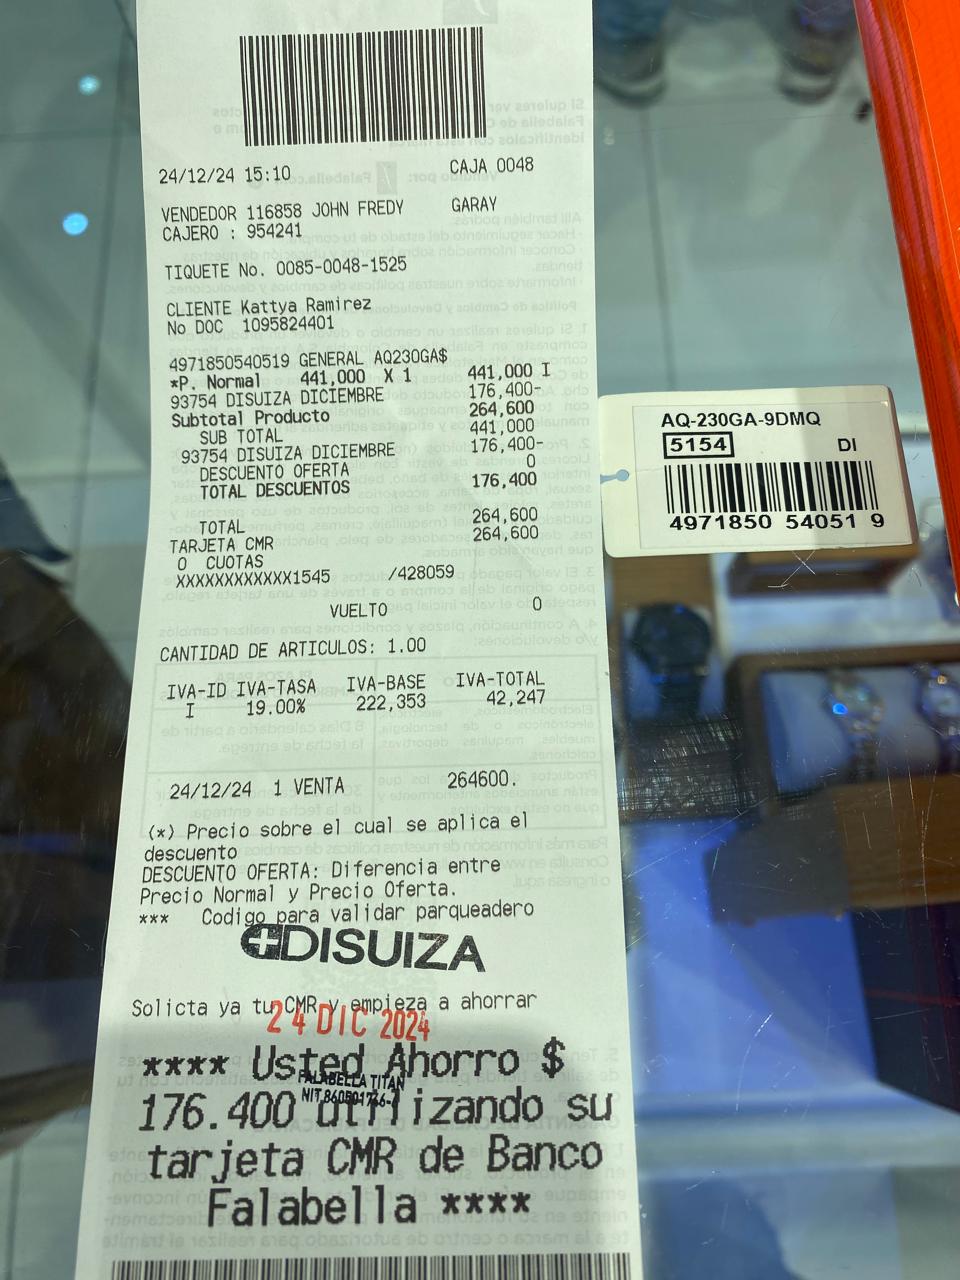 24/12/24 15:10 CAJA 0048
VENDEDOR 116858 JOHN FREDY GARAY
CAJERO : 954241
TIQUETE No. 0085-0048-1525
CLIENTE Kattya Ramirez
No DOC 1095824401
4971850540519 GENERAL AQ230GA$
*P. Normal 441,000 X 1 441,000 I
93754 DISUIZA DICIEMBRE 176,400-
Subtotal Producto 264,600
SUB TOTAL 441,000
93754 DISUIZA DICIEMBRE 176,400-
DESCUENTO OFERTA 0
TOTAL DESCUENTOS 176,400
TOTAL 264,600
TARJETA CMR 264,600
0 CUOTAS
XXXXXXXXXXXX1545 /428059
VUELTO 0
CANTIDAD DE ARTICULOS: 1.00
IVA-ID IVA-TASA IVA-BASE IVA-TOTAL
I 19.00% 222,353 42,247
24/12/24 1 VENTA 264600.
(*) Precio sobre el cual se aplica el
descuento
DESCUENTO OFERTA: Diferencia entre
Precio Normal y Precio Oferta.
*** Codigo para validar parqueadero
DISUIZA
Solicta ya tu CMR y empieza a ahorrar
24 DIC 2024
**** Usted Ahorro $
FALABELLA TITAN
176.400 utilizando su
tarjeta CMR de Banco
Falabella ****
AQ-230GA-9DMQ
5154 DI
4971850 54051 9